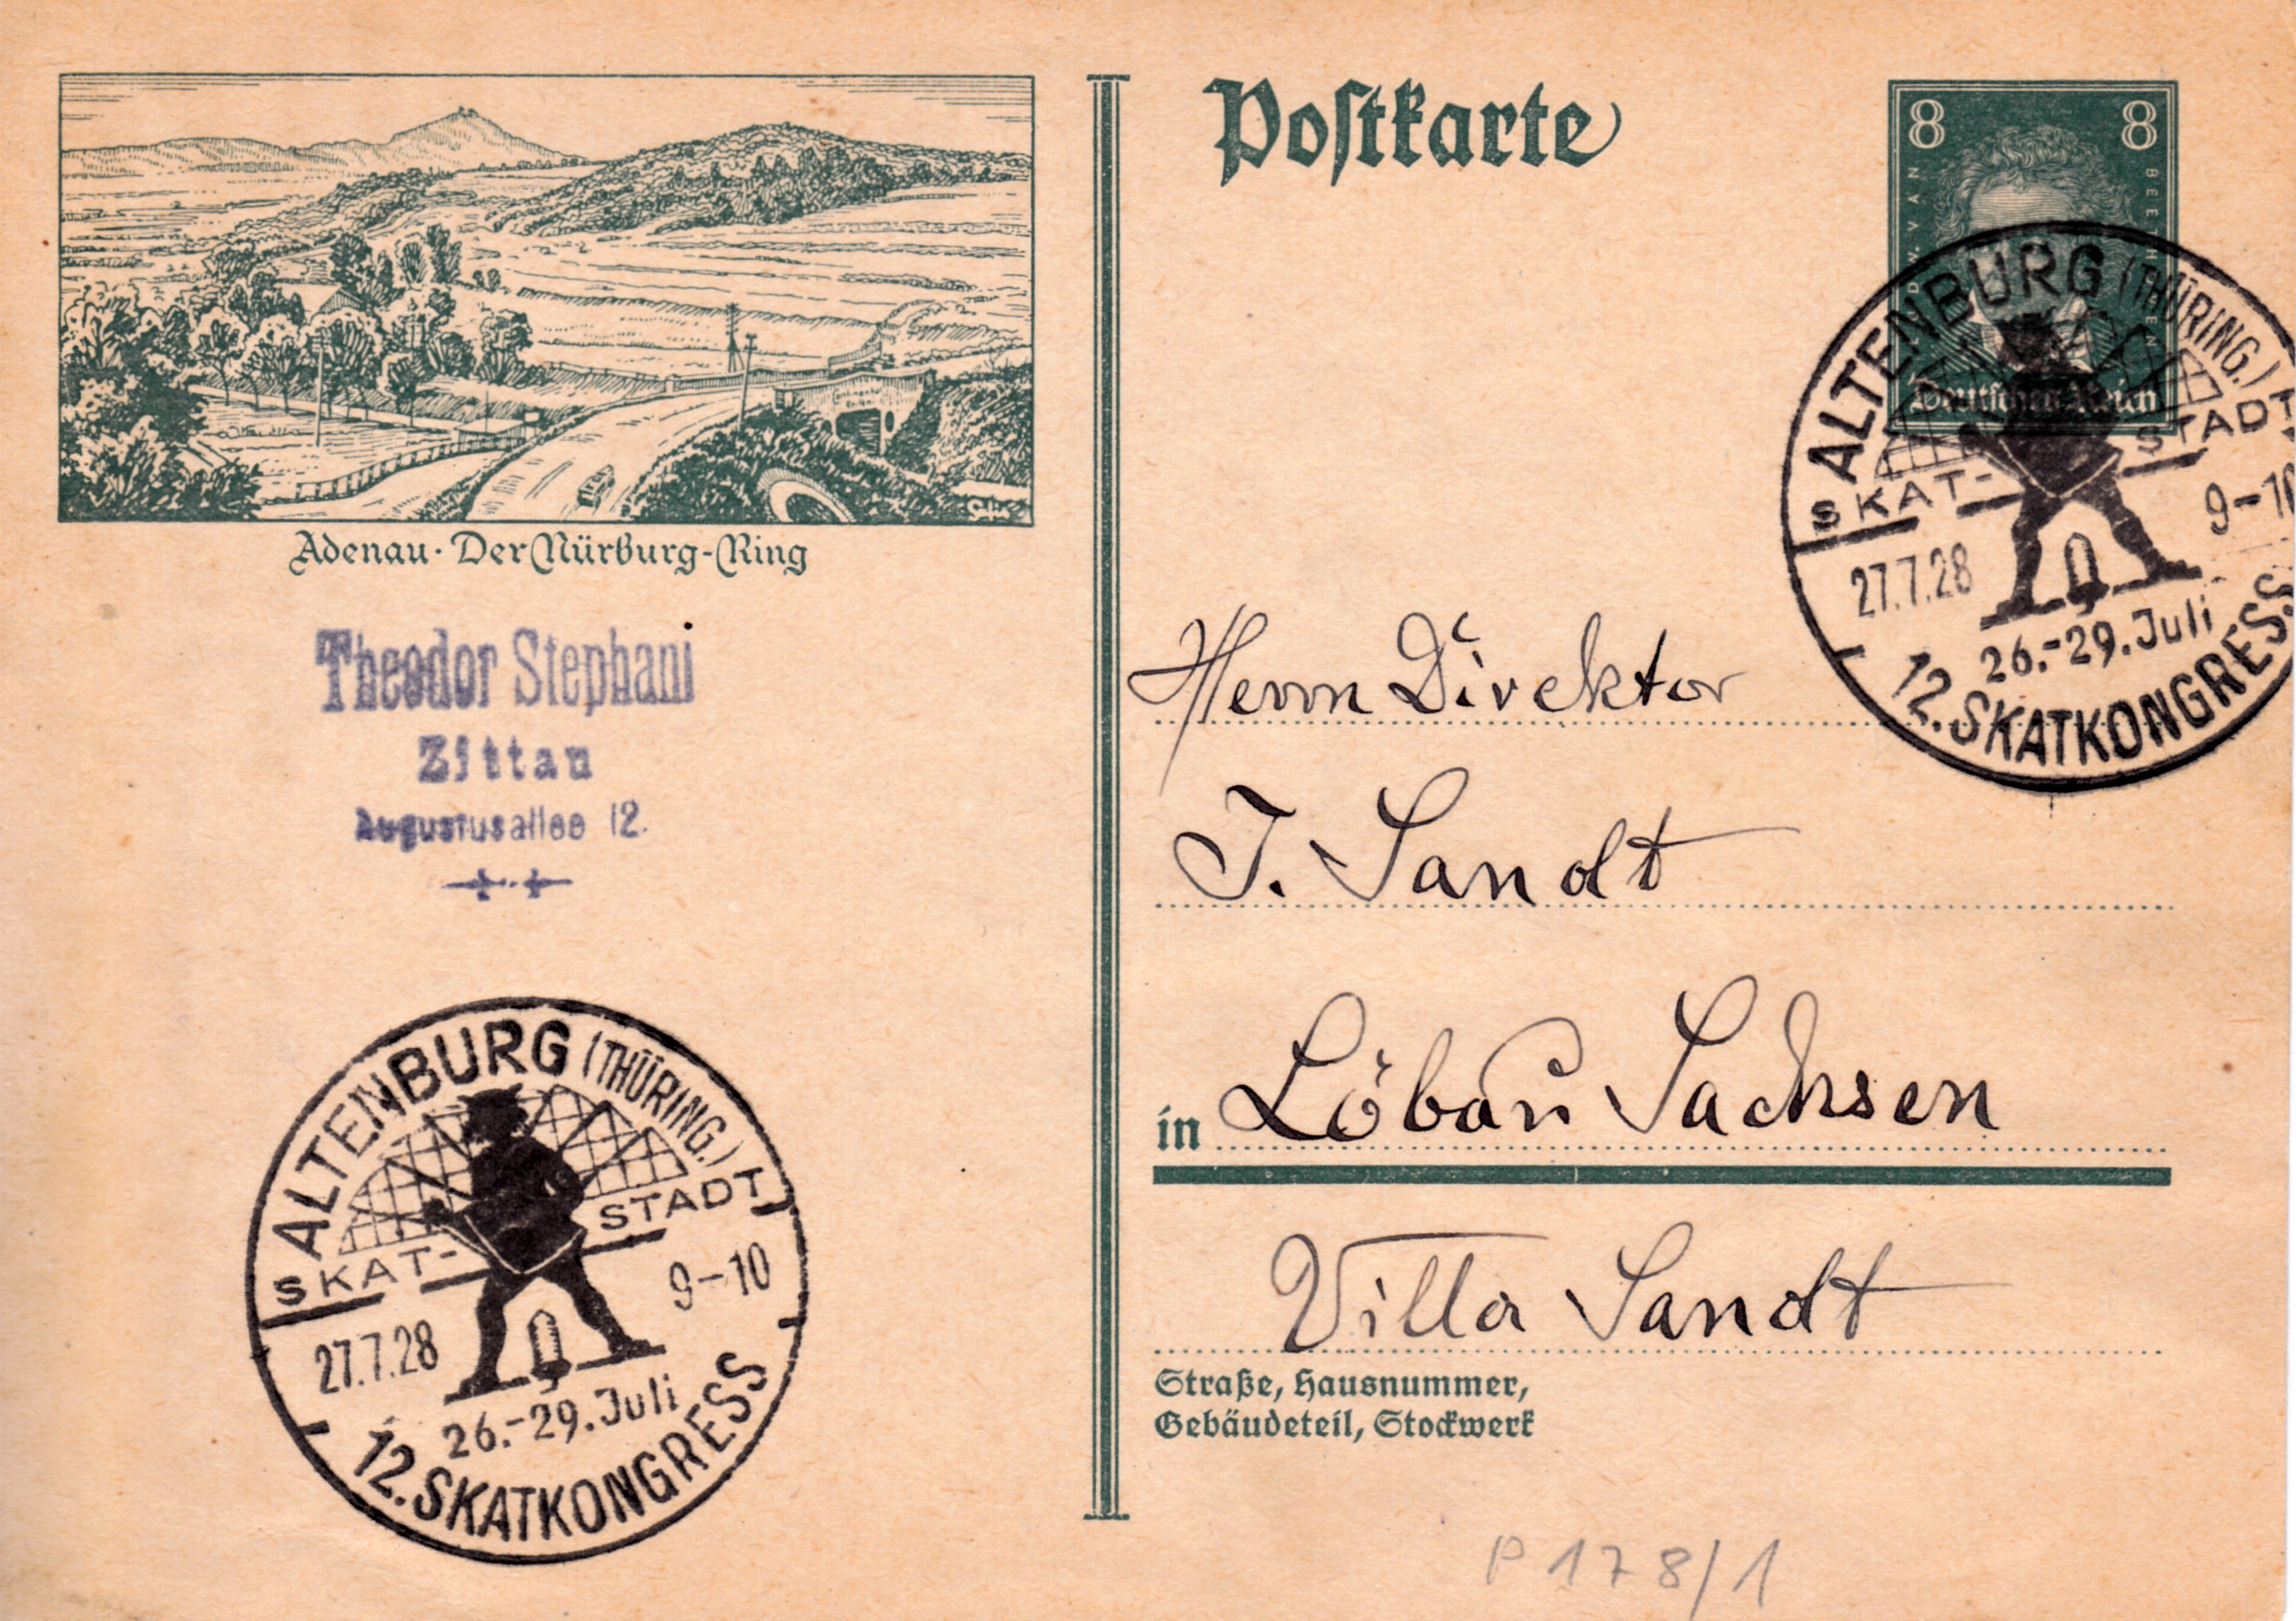 Postkarte
8 8
Deutsches Reich
ALTENBURG (THÜRING.)
SKAT-STADT
27.7.28 9-10
26.-29. Juli
12. SKATKONGRESS
Adenau · Der Nürburg-Ring
Theodor Stephani
Zittau
Augustusallee 12.
Herrn Direktor
J. Sandt
in Löbau Sachsen
Villa Sandt
Straße, Hausnummer,
Gebäudeteil, Stockwerk
ALTENBURG (THÜRING.)
SKAT-STADT
27.7.28 9-10
26.-29. Juli
12. SKATKONGRESS
P 178/1